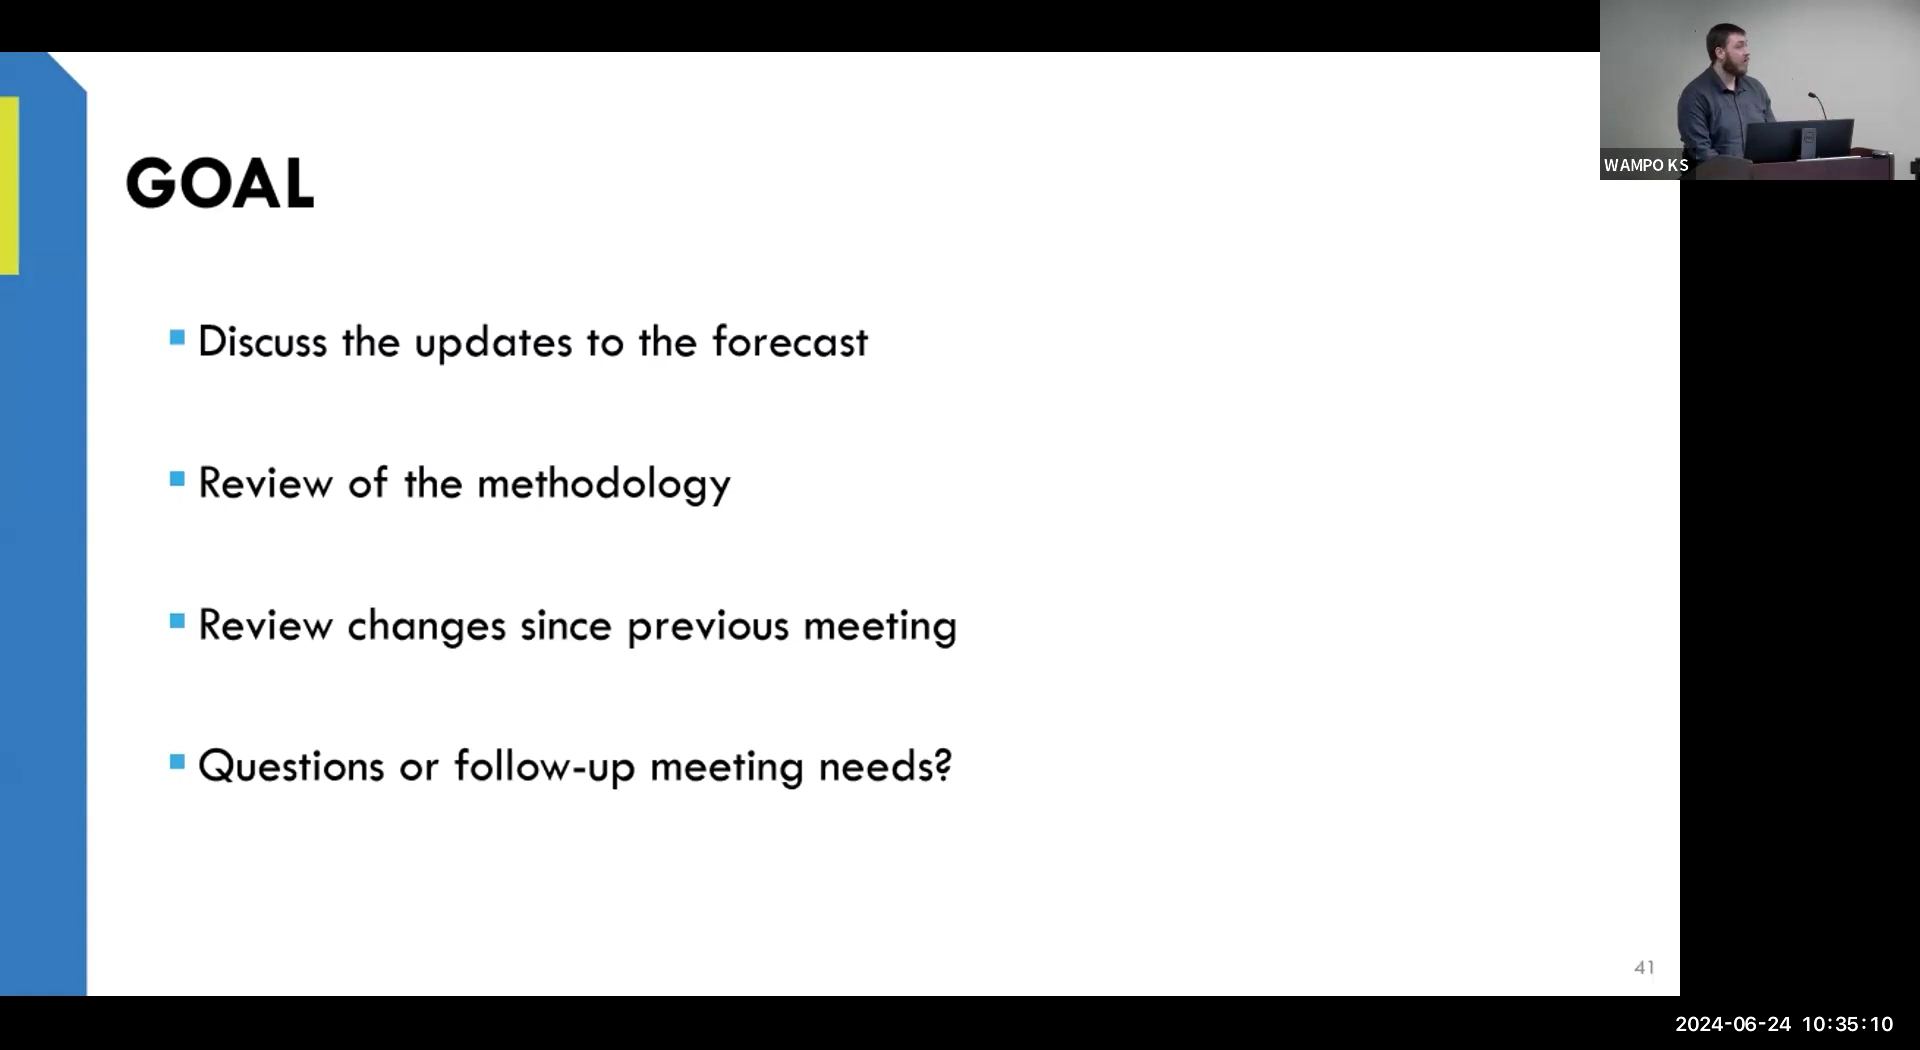 GOAL
Discuss the updates to the forecast
Review of the methodology
Review changes since previous meeting
Questions or follow-up meeting needs?
41
WAMPO KS
2024-06-24 10:35:10